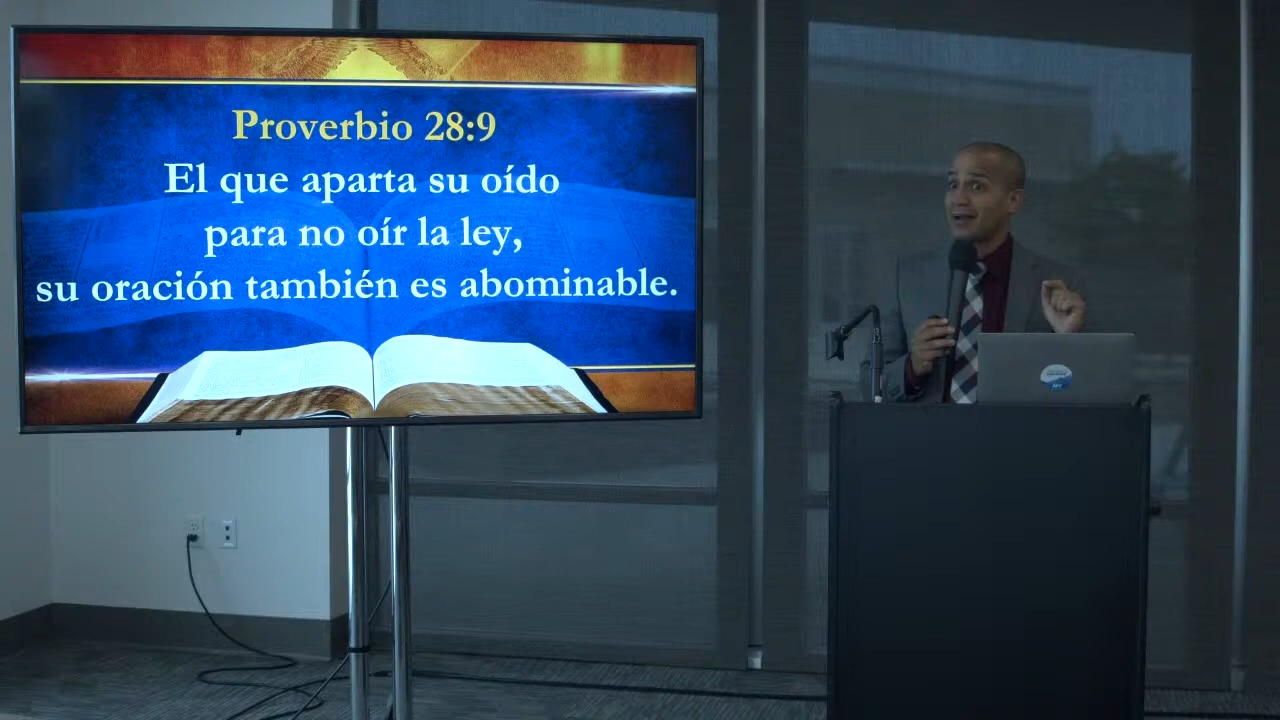 Proverbio 28:9
El que aparta su oído
para no oír la ley,
su oración también es abominable.